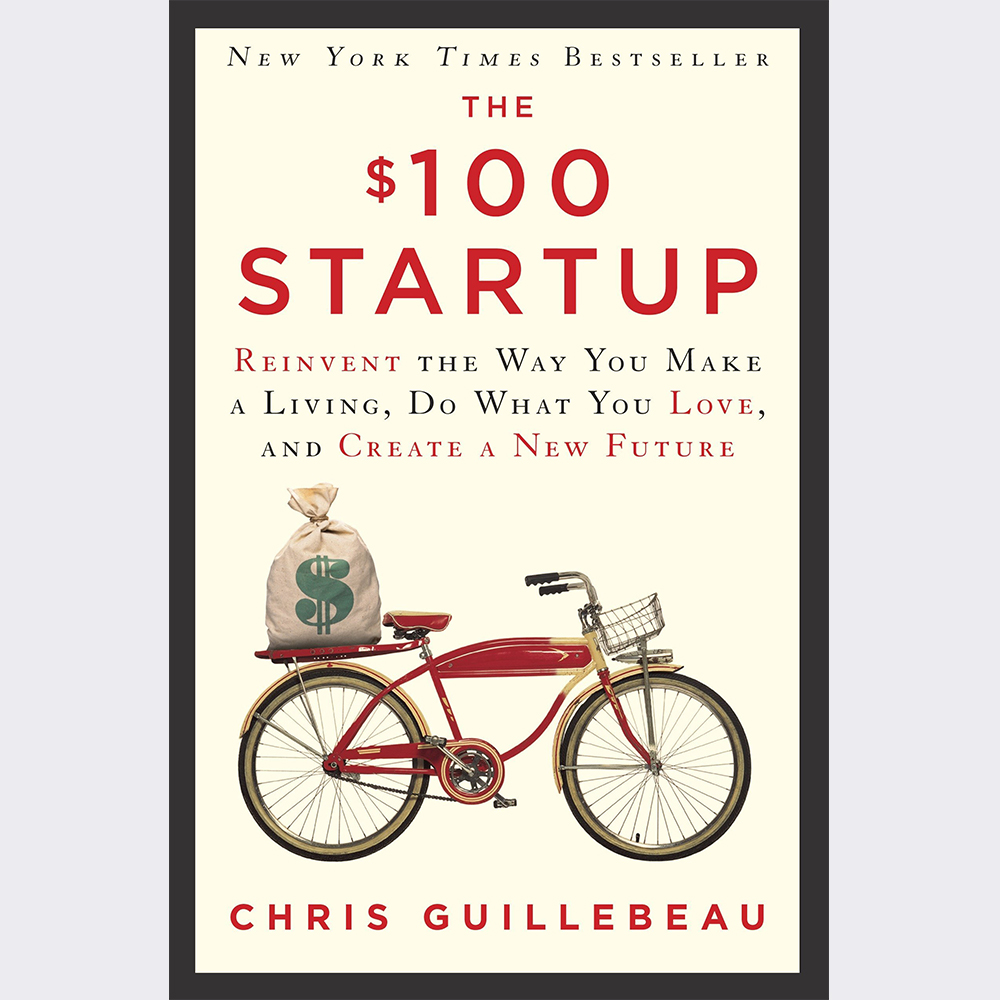 NEW YORK TIMES BESTSELLER
THE
$100
STARTUP
REINVENT THE WAY YOU MAKE
A LIVING, DO WHAT YOU LOVE,
AND CREATE A NEW FUTURE
$
CHRIS GUILLEBEAU